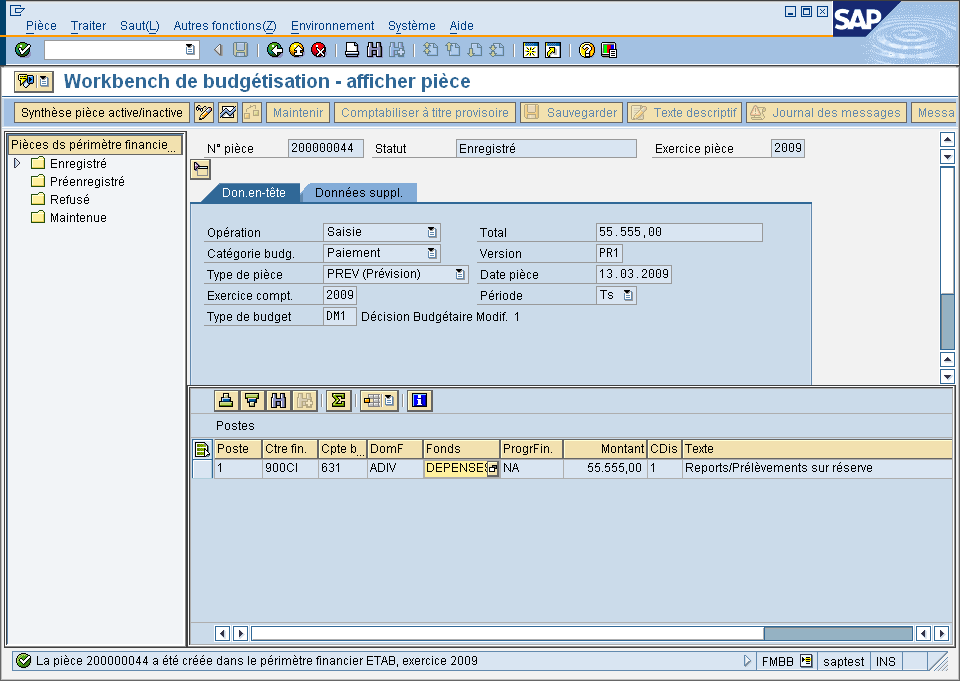 Pièce Traiter Saut(L) Autres fonctions(Z) Environnement Système Aide
SAP
Workbench de budgétisation - afficher pièce
Synthèse pièce active/inactive Maintenir Comptabiliser à titre provisoire Sauvegarder Texte descriptif Journal des messages Messa
Pièces ds périmètre financie...
Enregistré
Préenregistré
Refusé
Maintenue
N° pièce 200000044 Statut Enregistré Exercice pièce 2009
Don.en-tête Données suppl.
Opération Saisie Total 55.555,00
Catégorie budg. Paiement Version PR1
Type de pièce PREV (Prévision) Date pièce 13.03.2009
Exercice compt. 2009 Période Ts
Type de budget DM1 Décision Budgétaire Modif. 1
Postes
Poste Ctre fin. Cpte b... DomF Fonds ProgrFin. Montant CDis Texte
1 900CI 631 ADIV DEPENSES NA 55.555,00 1 Reports/Prélèvements sur réserve
La pièce 200000044 a été créée dans le périmètre financier ETAB, exercice 2009 FMBB saptest INS